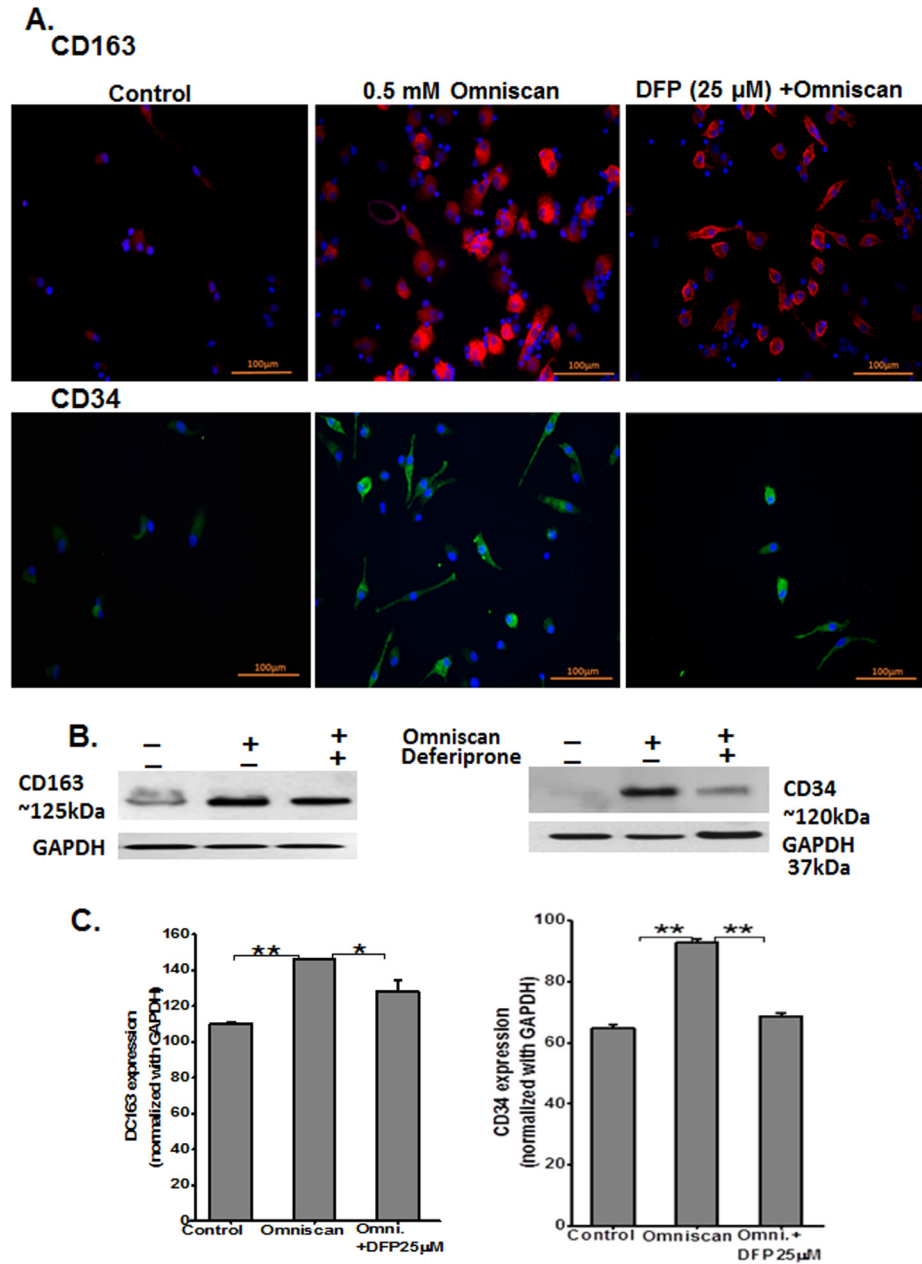 A.
CD163
Control
0.5 mM Omniscan
DFP (25 µM) +Omniscan
100µm
100µm
100µm
CD34
100µm
100µm
100µm
B.
– + +
Omniscan
– + +
– – +
Deferiprone
– – +
CD163
~125kDa
CD34
~120kDa
GAPDH
GAPDH
37kDa
C.
DC163 expression
(normalized with GAPDH)
160
140
120
100
80
60
40
20
0
** *
Control
Omniscan
Omni.
+DFP25µM
CD34 expression
(normalized with GAPDH)
100
80
60
40
20
0
** **
Control
Omniscan
Omni.+
DFP25µM